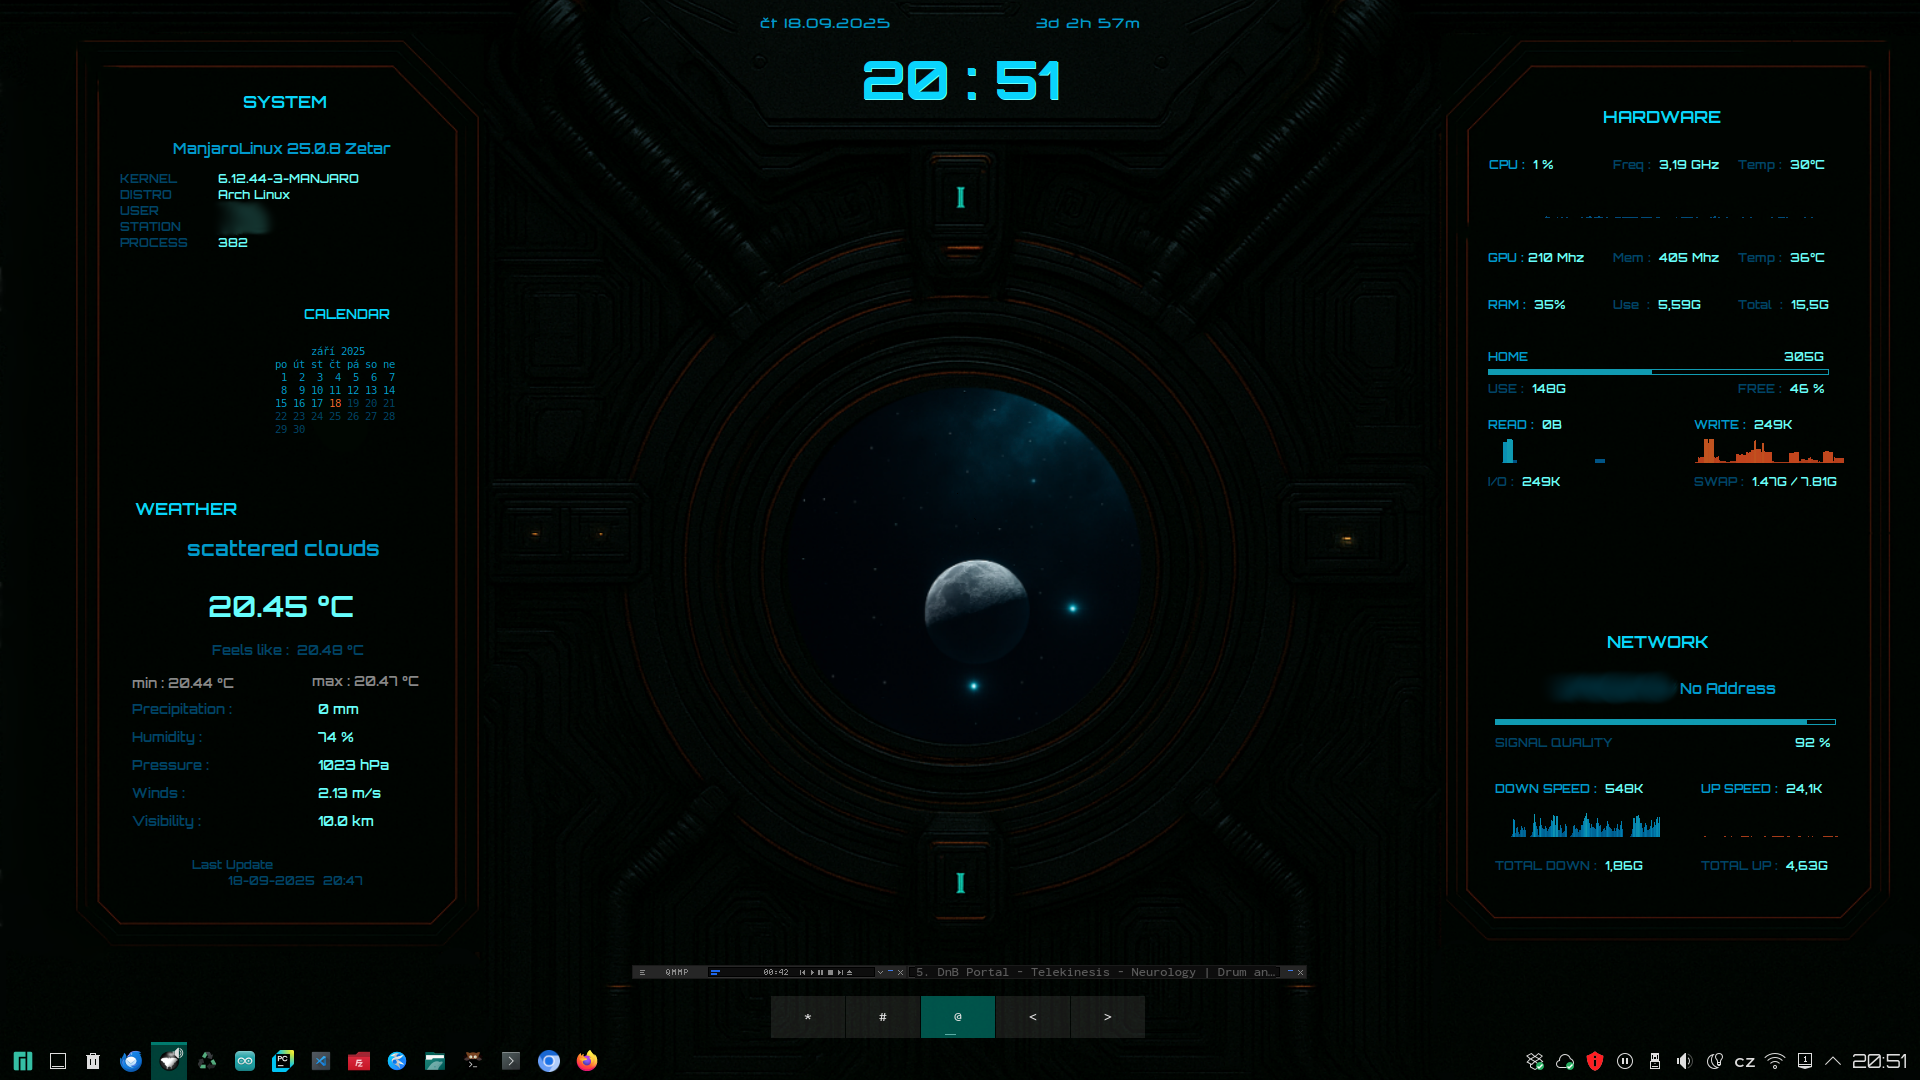 čt 18.09.2025 3d 2h 57m
20 : 51
SYSTEM
ManjaroLinux 25.0.8 Zetar
KERNEL 6.12.44-3-MANJARO
DISTRO Arch Linux
USER
STATION
PROCESS 382
CALENDAR
září 2025
po út st čt pá so ne
1 2 3 4 5 6 7
8 9 10 11 12 13 14
15 16 17 18 19 20 21
22 23 24 25 26 27 28
29 30
WEATHER
scattered clouds
20.45 °C
Feels like : 20.48 °C
min : 20.44 °C max : 20.47 °C
Precipitation : 0 mm
Humidity : 74 %
Pressure : 1023 hPa
Winds : 2.13 m/s
Visibility : 10.0 km
Last Update
18-09-2025 20:47
I
I
HARDWARE
CPU : 1 % Freq : 3,19 GHz Temp : 30°C
GPU : 210 Mhz Mem : 405 Mhz Temp : 36°C
RAM : 35% Use : 5,59G Total : 15,5G
HOME 305G
USE : 148G FREE : 46 %
READ : 0B WRITE : 249K
I/O : 249K SWAP : 1.47G / 7.81G
NETWORK
No Address
SIGNAL QUALITY 92 %
DOWN SPEED : 548K UP SPEED : 24,1K
TOTAL DOWN : 1,86G TOTAL UP : 4,63G
QMMP 00:42 5. DnB Portal - Telekinesis - Neurology | Drum an...
* # @ < >
PC Fz CZ 1 20:51